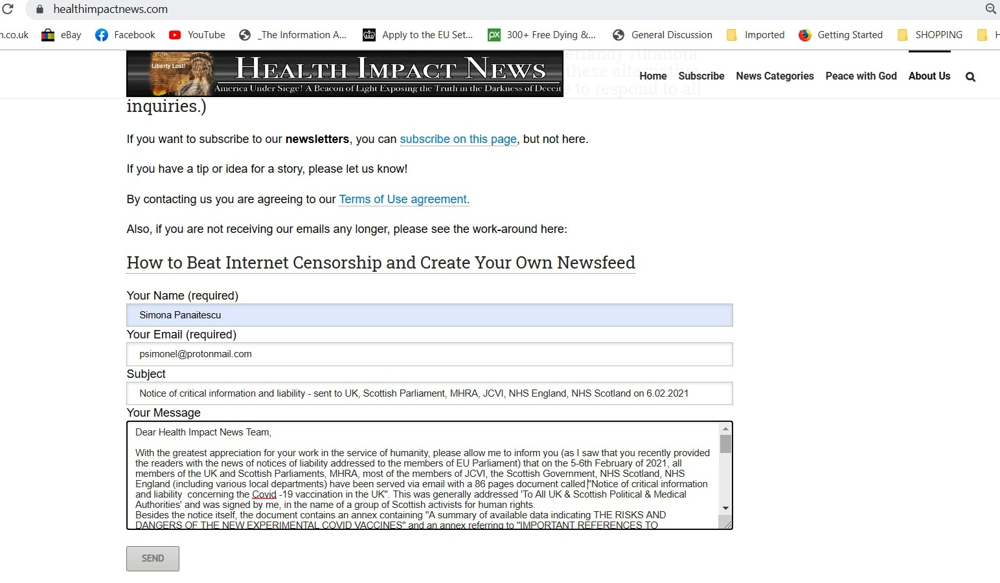 healthimpactnews.com
n.co.uk eBay Facebook YouTube _The Information A... Apply to the EU Set... 300+ Free Dying &... General Discussion Imported Getting Started SHOPPING H
Liberty Lost!
HEALTH IMPACT NEWS
America Under Siege! A Beacon of Light Exposing the Truth in the Darkness of Deceit
erland) Tutanota
these alternative
e to respond to all
Home Subscribe News Categories Peace with God About Us
inquiries.)
If you want to subscribe to our newsletters, you can subscribe on this page, but not here.
If you have a tip or idea for a story, please let us know!
By contacting us you are agreeing to our Terms of Use agreement.
Also, if you are not receiving our emails any longer, please see the work-around here:
How to Beat Internet Censorship and Create Your Own Newsfeed
Your Name (required)
Simona Panaitescu
Your Email (required)
psimonel@protonmail.com
Subject
Notice of critical information and liability - sent to UK, Scottish Parliament, MHRA, JCVI, NHS England, NHS Scotland on 6.02.2021
Your Message
Dear Health Impact News Team,
With the greatest appreciation for your work in the service of humanity, please allow me to inform you (as I saw that you recently provided
the readers with the news of notices of liability addressed to the members of EU Parliament) that on the 5-6th February of 2021, all
members of the UK and Scottish Parliaments, MHRA, most of the members of JCVI, the Scottish Government, NHS Scotland, NHS
England (including various local departments) have been served via email with a 86 pages document called "Notice of critical information
and liability  concerning the Covid -19 vaccination in the UK". This was generally addressed 'To All UK & Scottish Political & Medical
Authorities' and was signed by me, in the name of a group of Scottish activists for human rights.
Besides the notice itself, the document contains an annex containing "A summary of available data indicating THE RISKS AND
DANGERS OF THE NEW EXPERIMENTAL COVID VACCINES" and an annex referring to "IMPORTANT REFERENCES TO
SEND